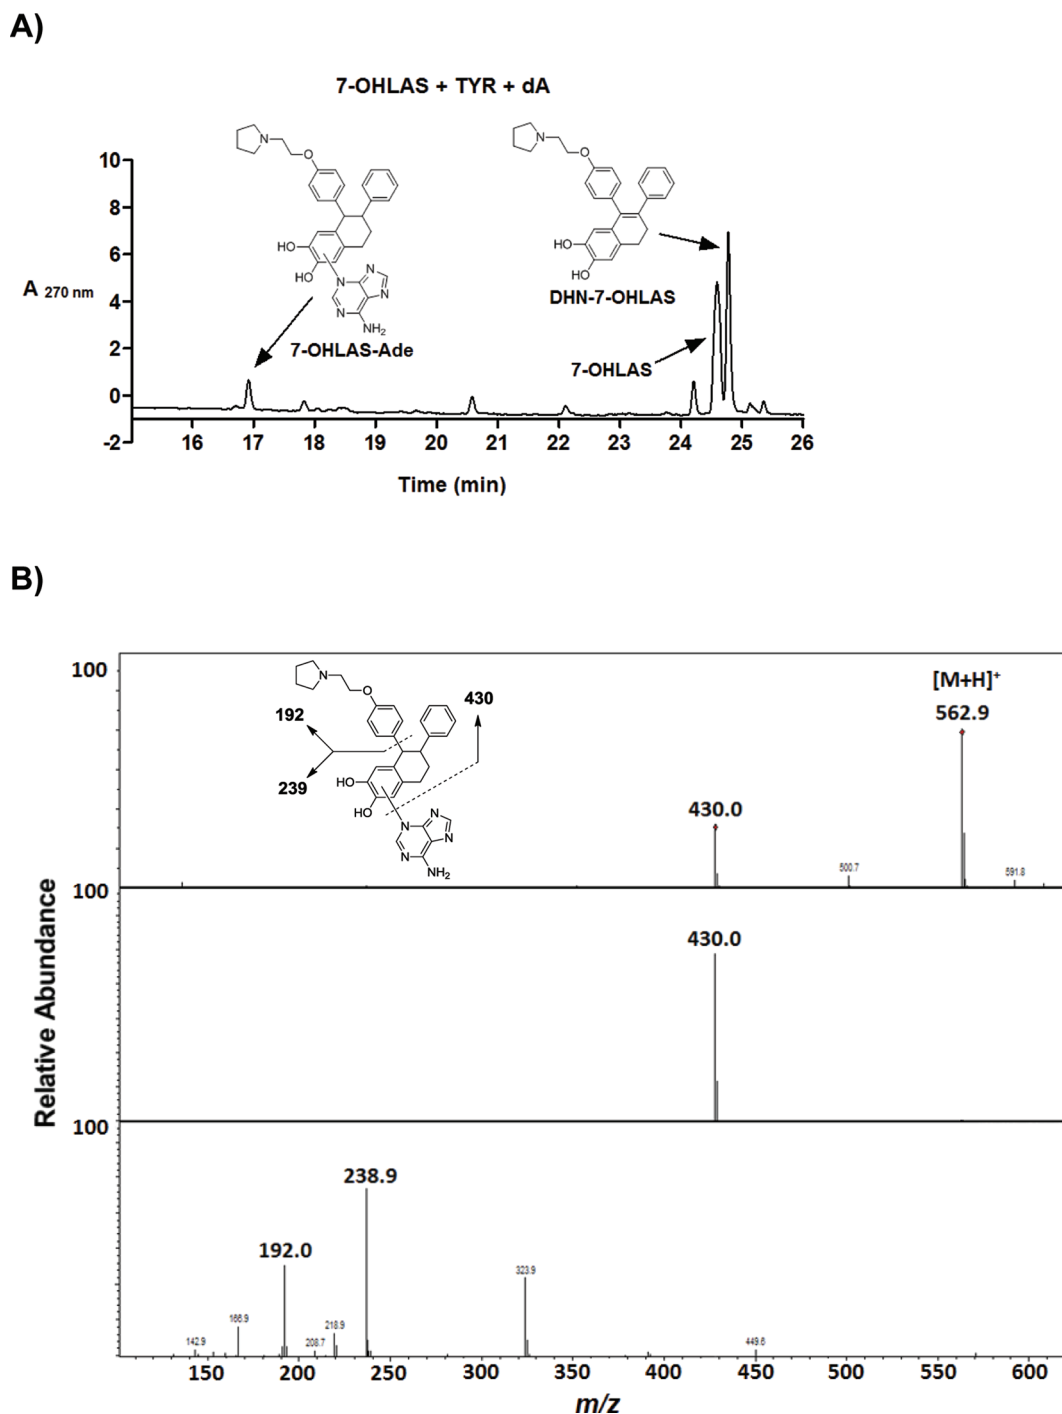 A)
7-OHLAS + TYR + dA
N
O
HO
HO
N
N
N
N
NH2
7-OHLAS-Ade
N
O
HO
HO
DHN-7-OHLAS
7-OHLAS
A 270 nm
10
8
6
4
2
0
-2
16 17 18 19 20 21 22 23 24 25 26
Time (min)
B)
100
N
O
192
239
430
HO
HO
N
N
N
N
NH2
[M+H]+
562.9
430.0
500.7
591.8
100
430.0
100
238.9
192.0
323.9
166.9
218.9
142.9
208.7
449.6
Relative Abundance
150 200 250 300 350 400 450 500 550 600
m/z